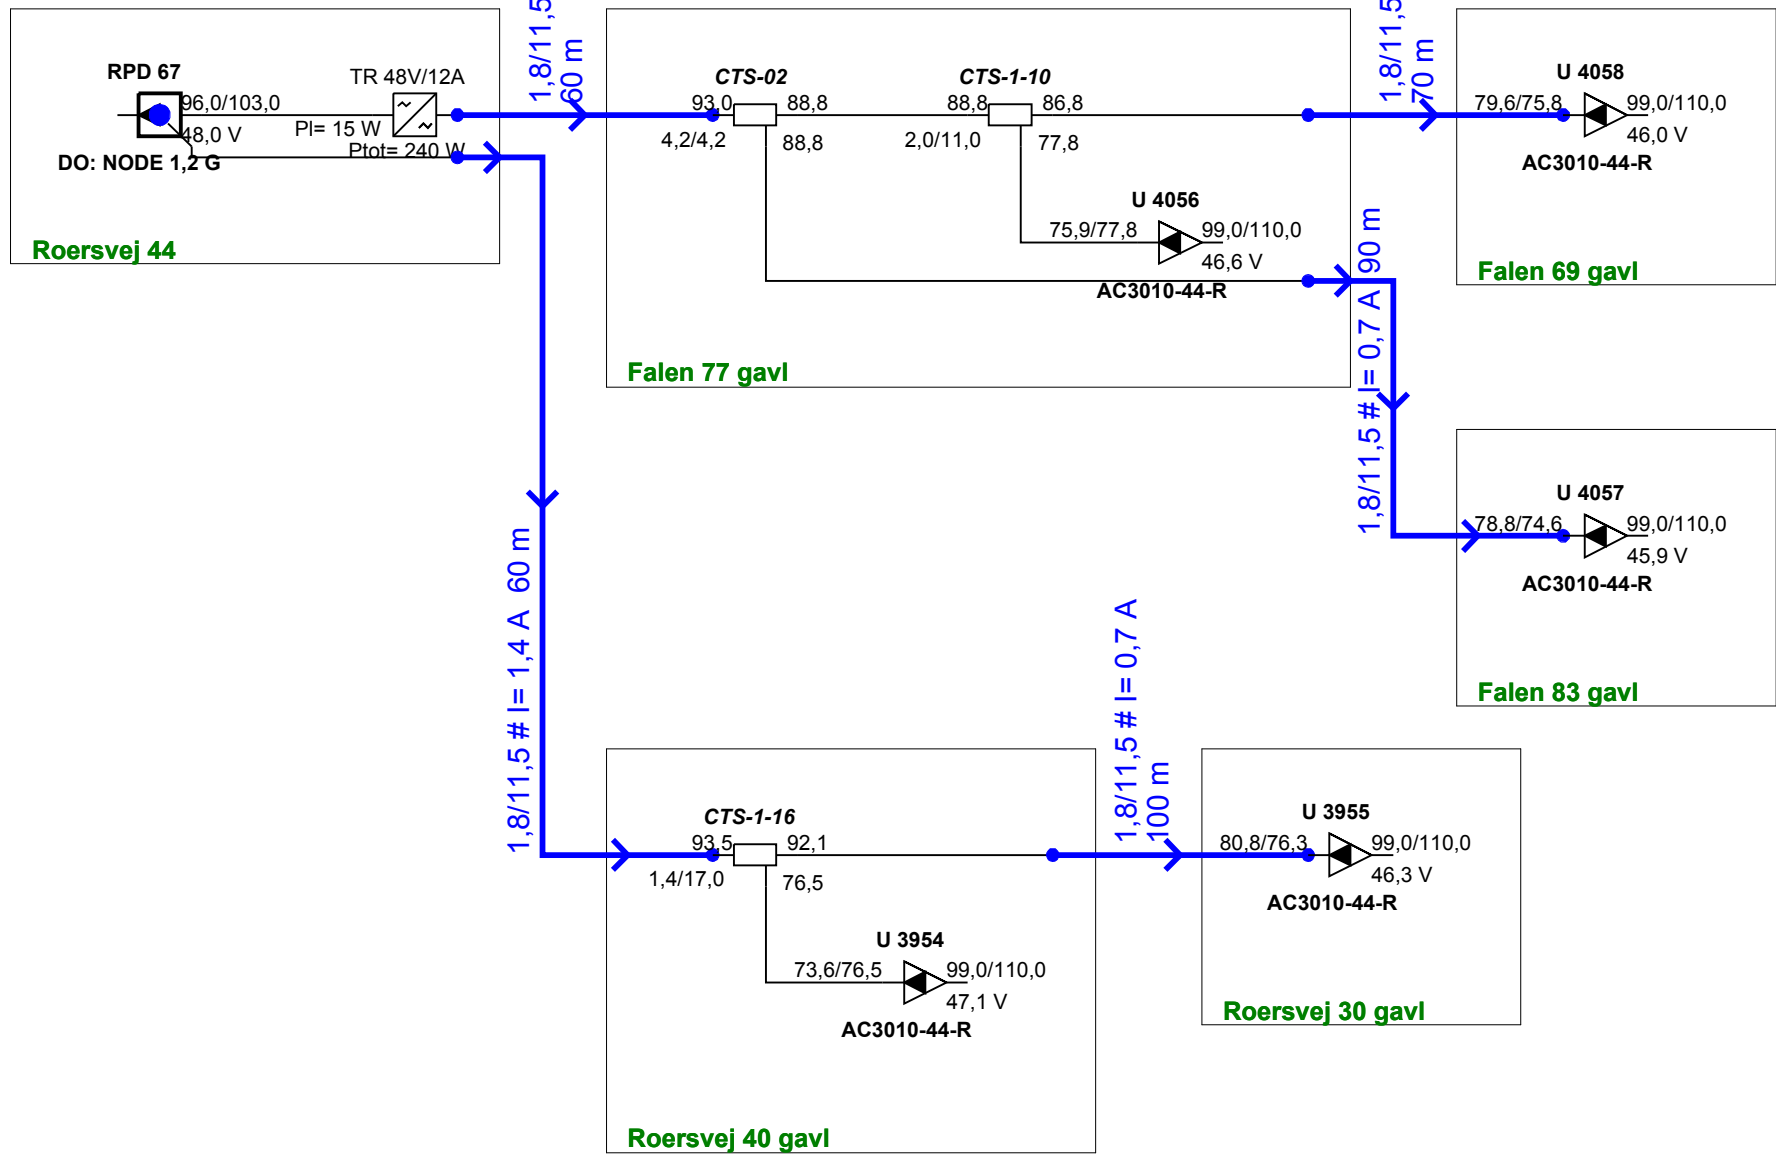 RPD 67
96,0/103,0
48,0 V
DO: NODE 1,2 G
TR 48V/12A
Pl= 15 W
Ptot= 240 W
Roersvej 44
1,8/11,5
60 m
CTS-02
93,0
88,8
4,2/4,2
88,8
CTS-1-10
88,8
86,8
2,0/11,0
77,8
U 4056
75,9/77,8
99,0/110,0
46,6 V
AC3010-44-R
Falen 77 gavl
1,8/11,5
70 m
U 4058
79,6/75,8
99,0/110,0
46,0 V
AC3010-44-R
Falen 69 gavl
1,8/11,5 # I= 0,7 A 90 m
U 4057
78,8/74,6
99,0/110,0
45,9 V
AC3010-44-R
Falen 83 gavl
1,8/11,5 # I= 1,4 A 60 m
CTS-1-16
93,5
92,1
1,4/17,0
76,5
U 3954
73,6/76,5
99,0/110,0
47,1 V
AC3010-44-R
Roersvej 40 gavl
1,8/11,5 # I= 0,7 A
100 m
U 3955
80,8/76,3
99,0/110,0
46,3 V
AC3010-44-R
Roersvej 30 gavl